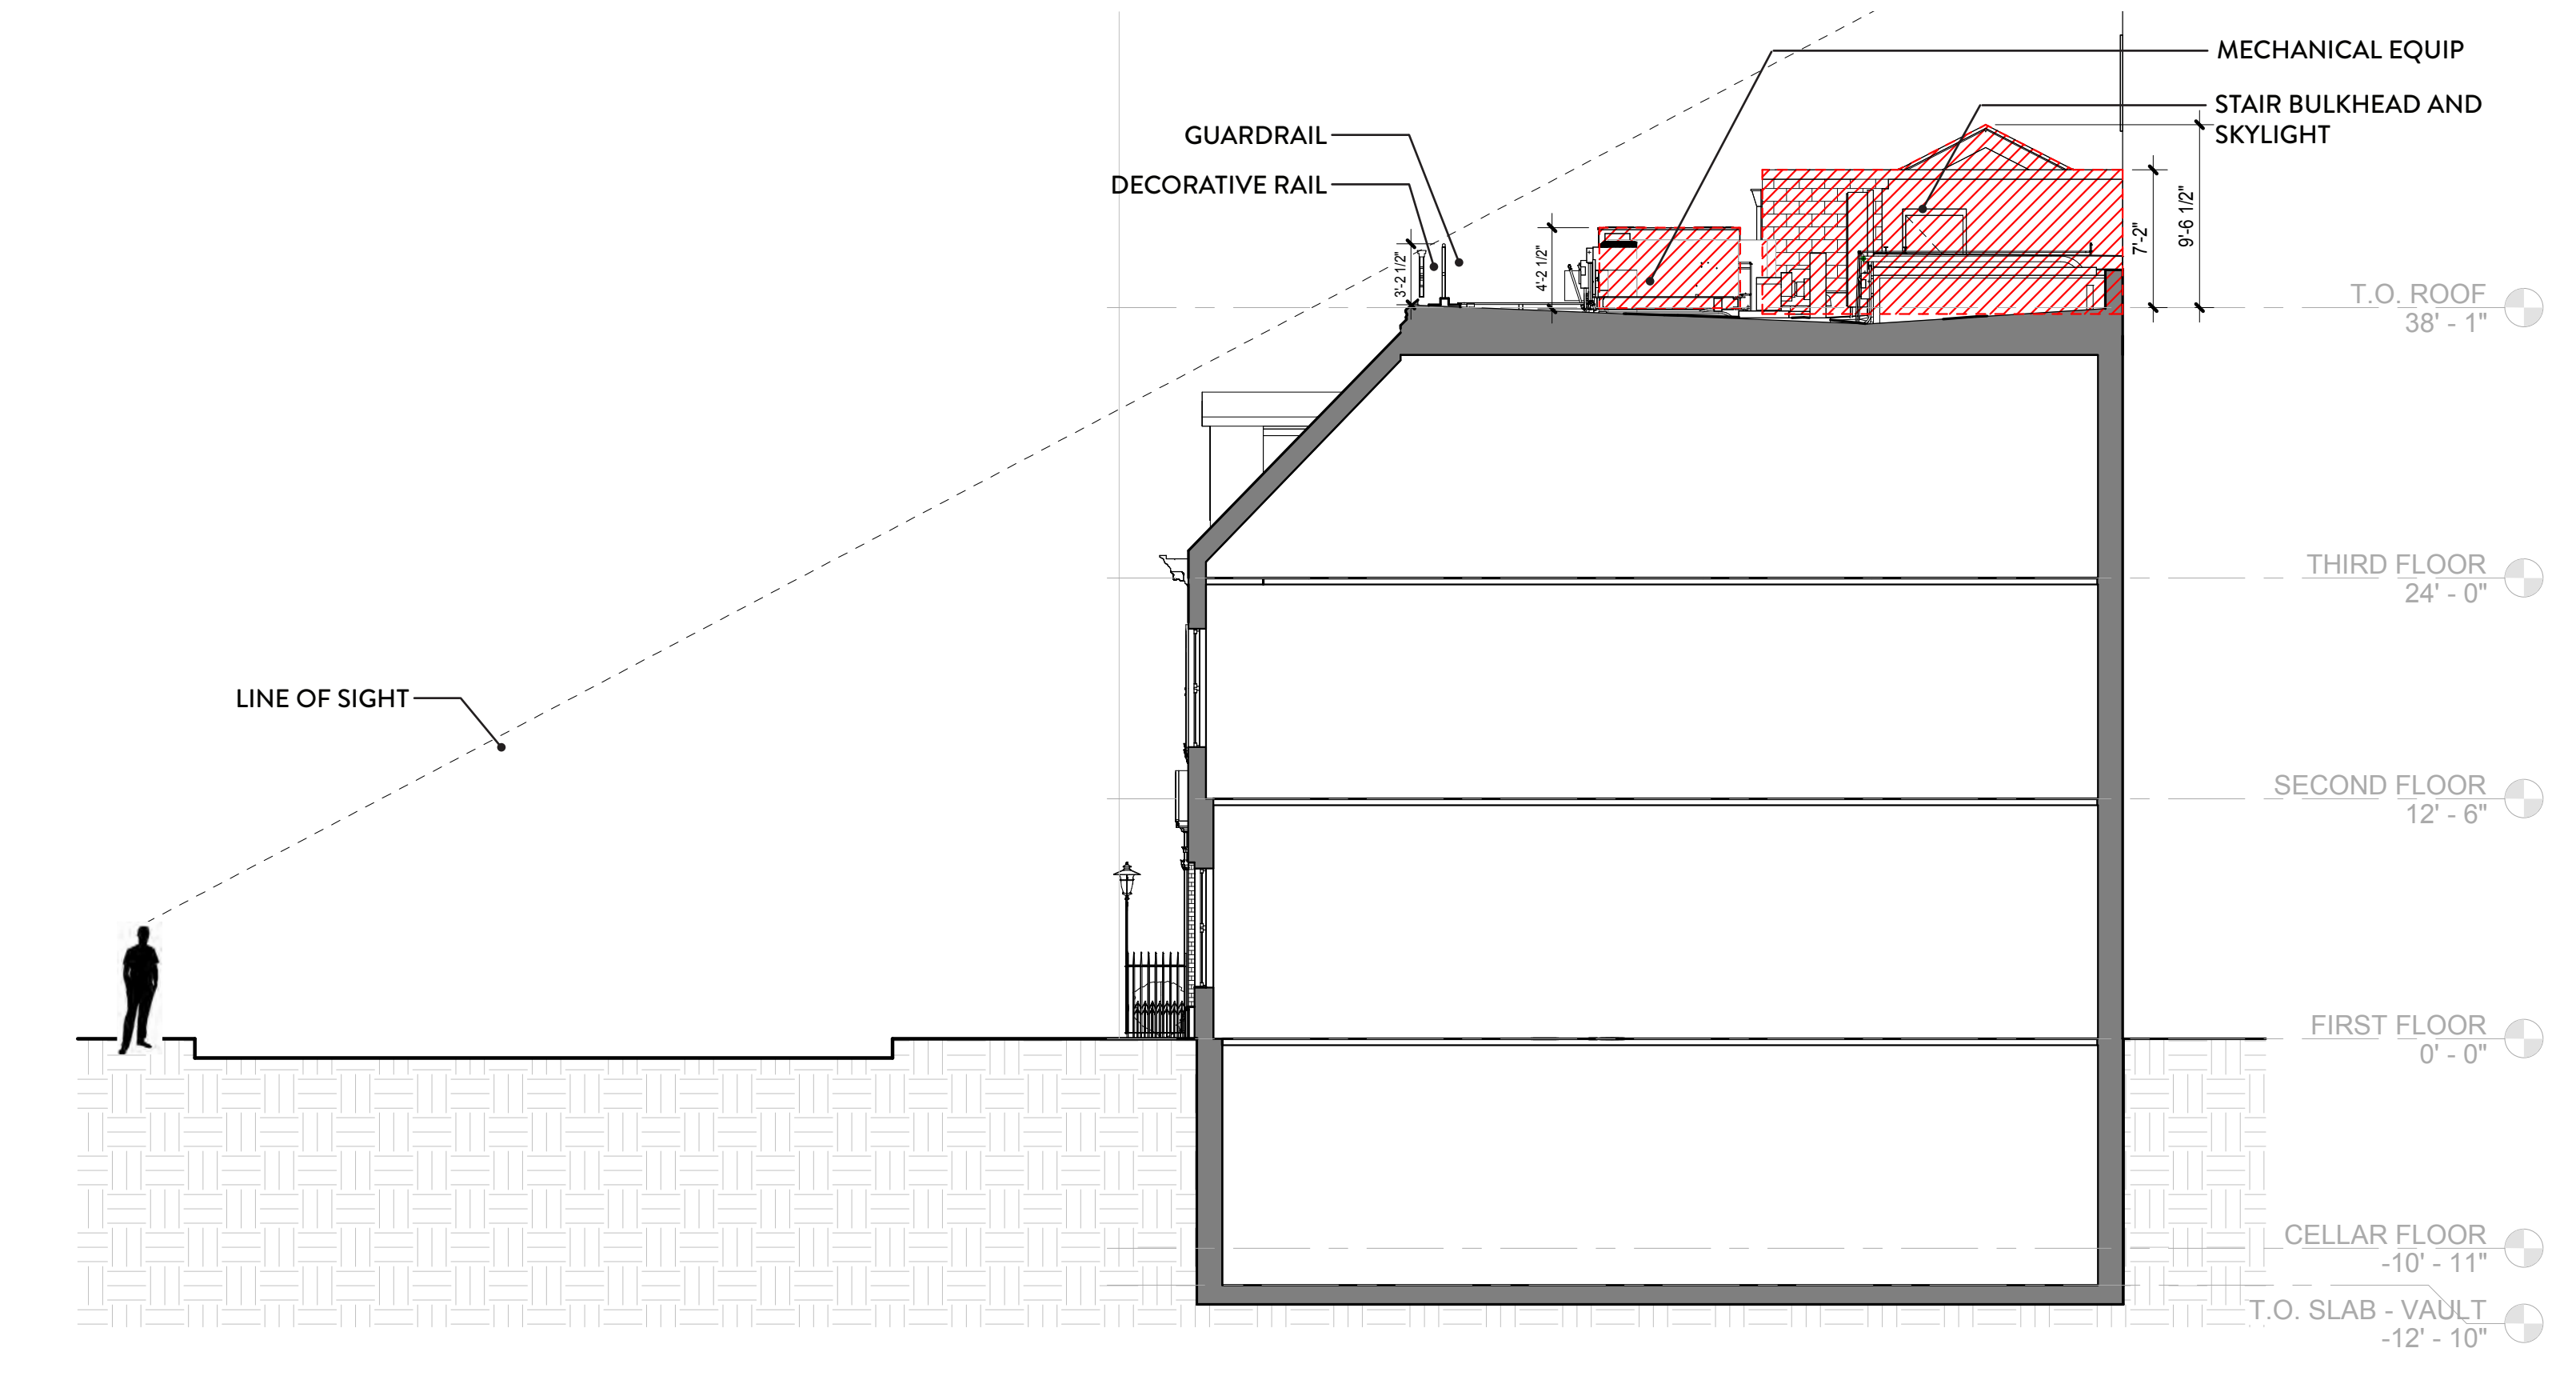 MECHANICAL EQUIP
STAIR BULKHEAD AND
SKYLIGHT
GUARDRAIL
DECORATIVE RAIL
3'-2 1/2"
4'-2 1/2"
7'-2"
9'-6 1/2"
T.O. ROOF
38' - 1"
THIRD FLOOR
24' - 0"
LINE OF SIGHT
SECOND FLOOR
12' - 6"
FIRST FLOOR
0' - 0"
CELLAR FLOOR
-10' - 11"
T.O. SLAB - VAULT
-12' - 10"